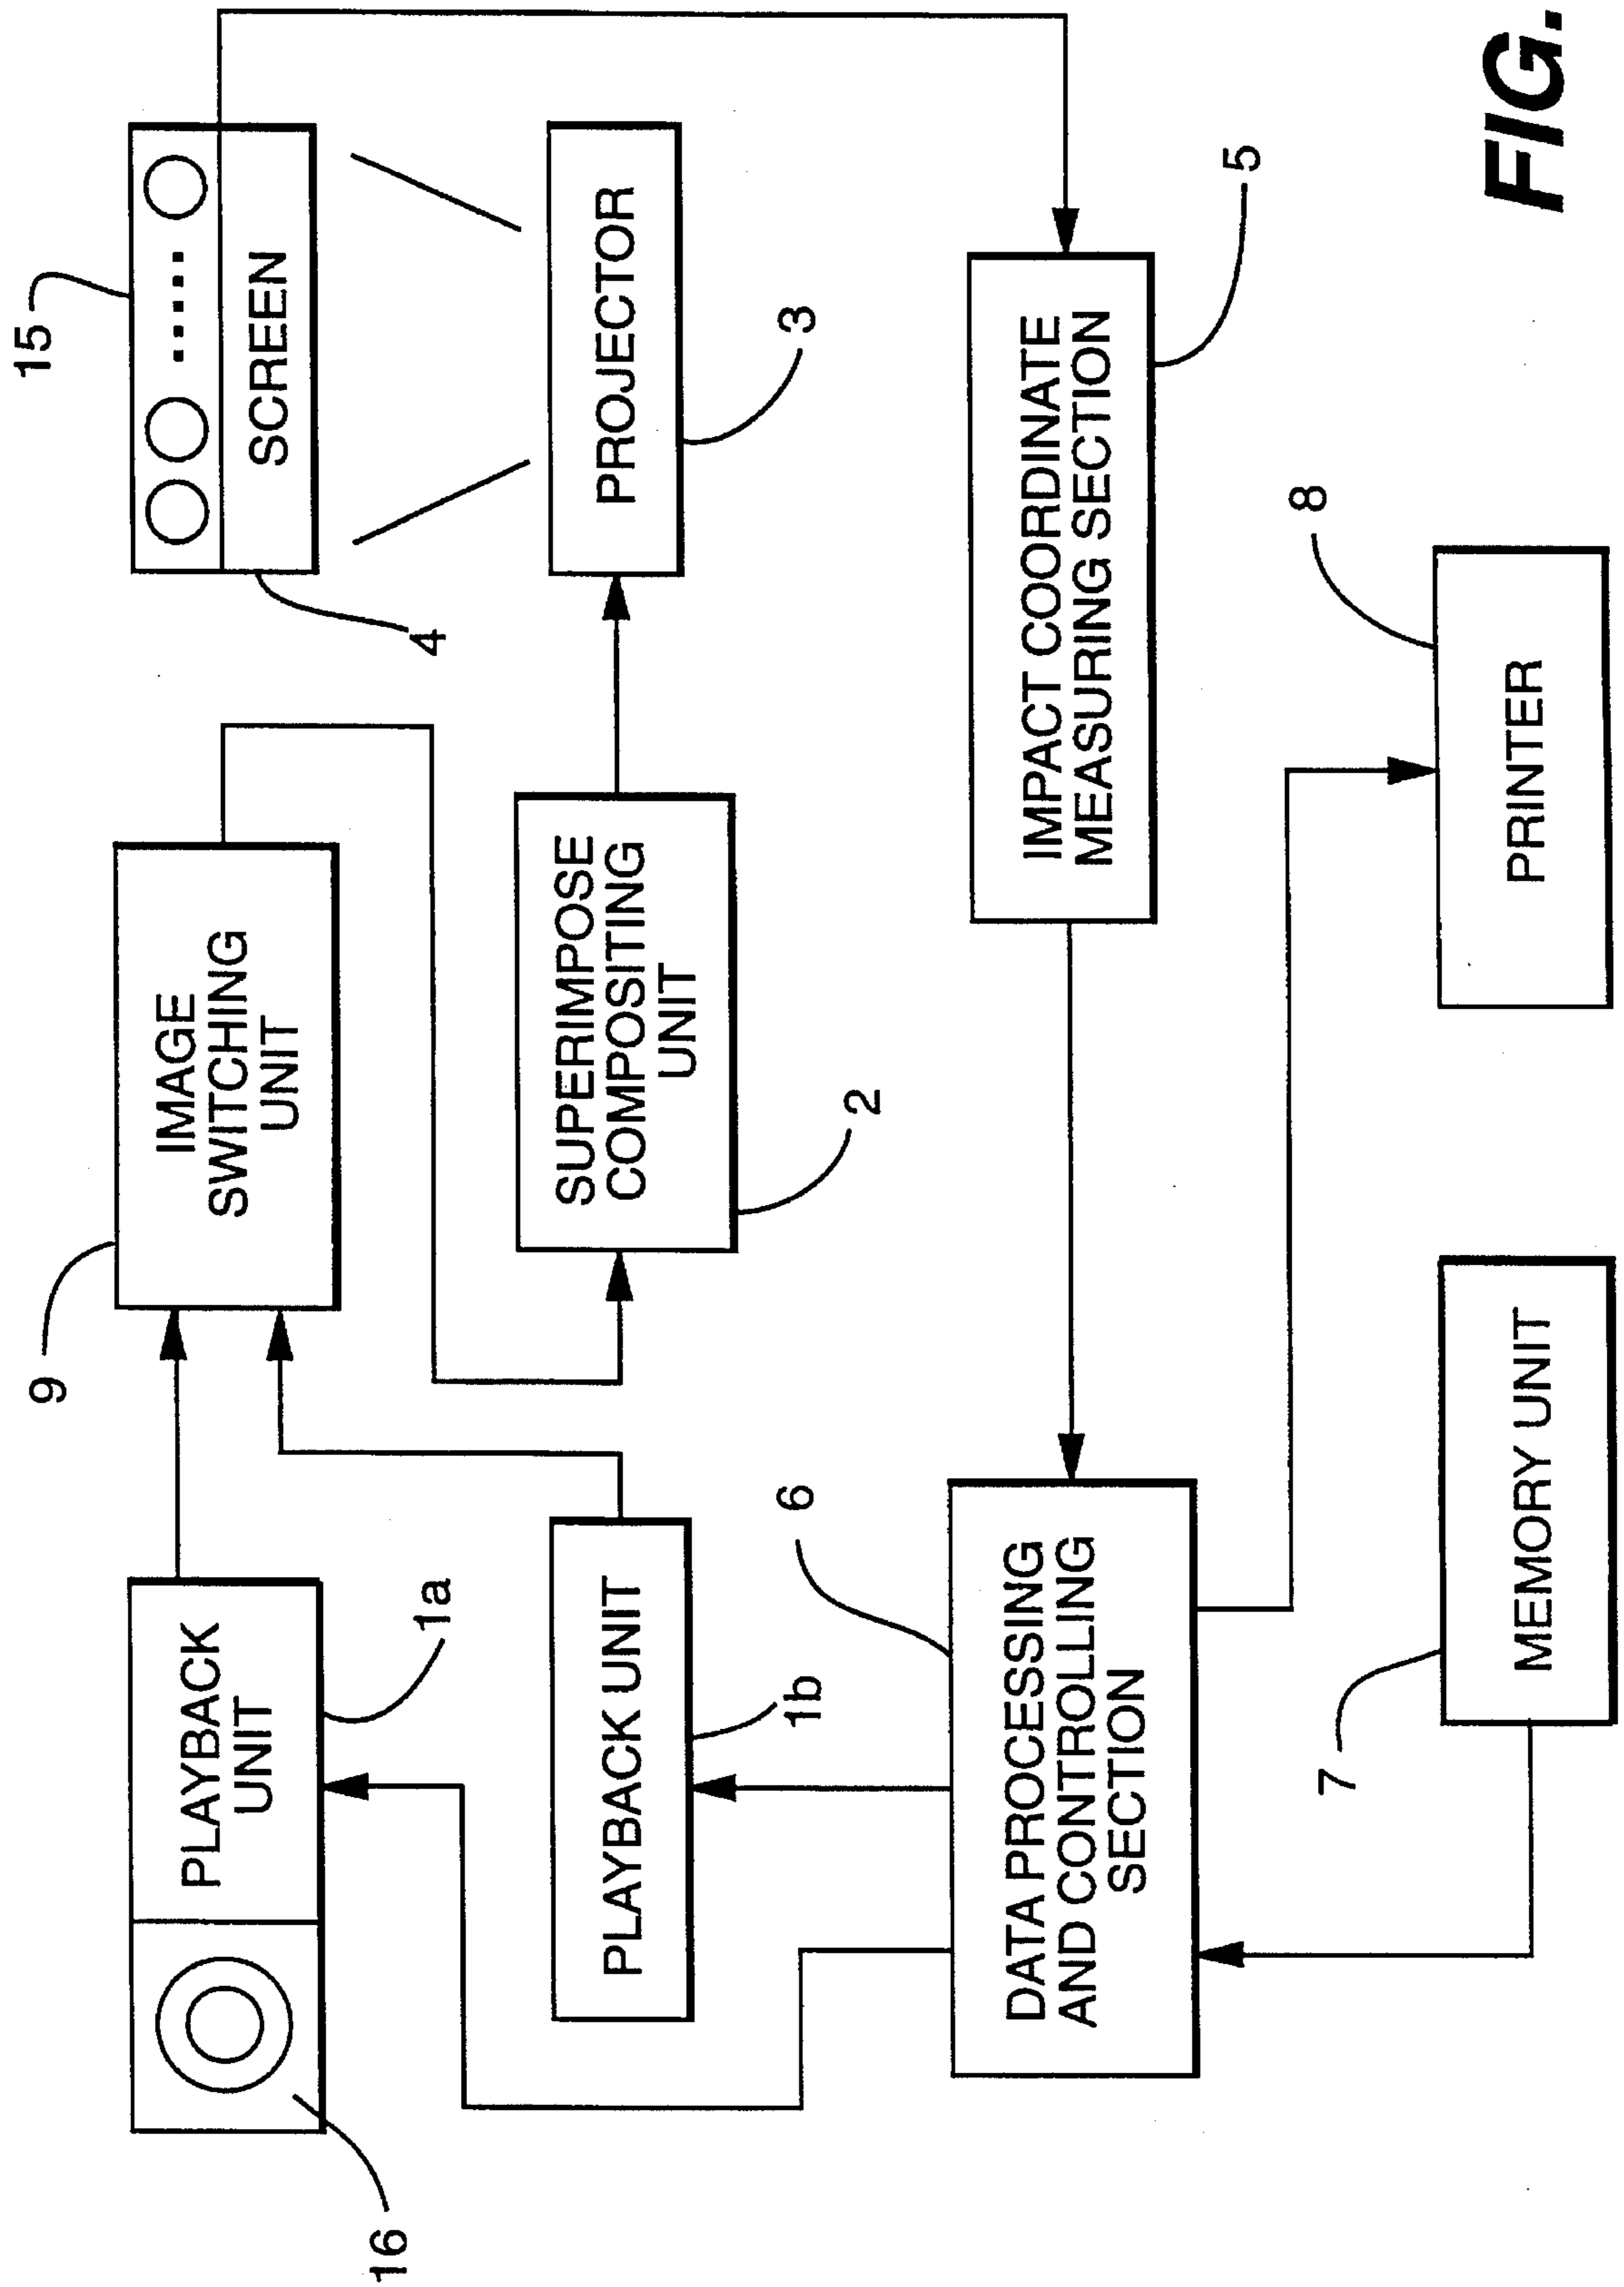 16
PLAYBACK
UNIT
1a
9
IMAGE
SWITCHING
UNIT
15
SCREEN
4
PLAYBACK UNIT
1b
SUPERIMPOSE
COMPOSITING
UNIT
2
PROJECTOR
3
6
DATA PROCESSING
AND CONTROLLING
SECTION
IMPACT COORDINATE
MEASURING SECTION
5
7
MEMORY UNIT
8
PRINTER
FIG.